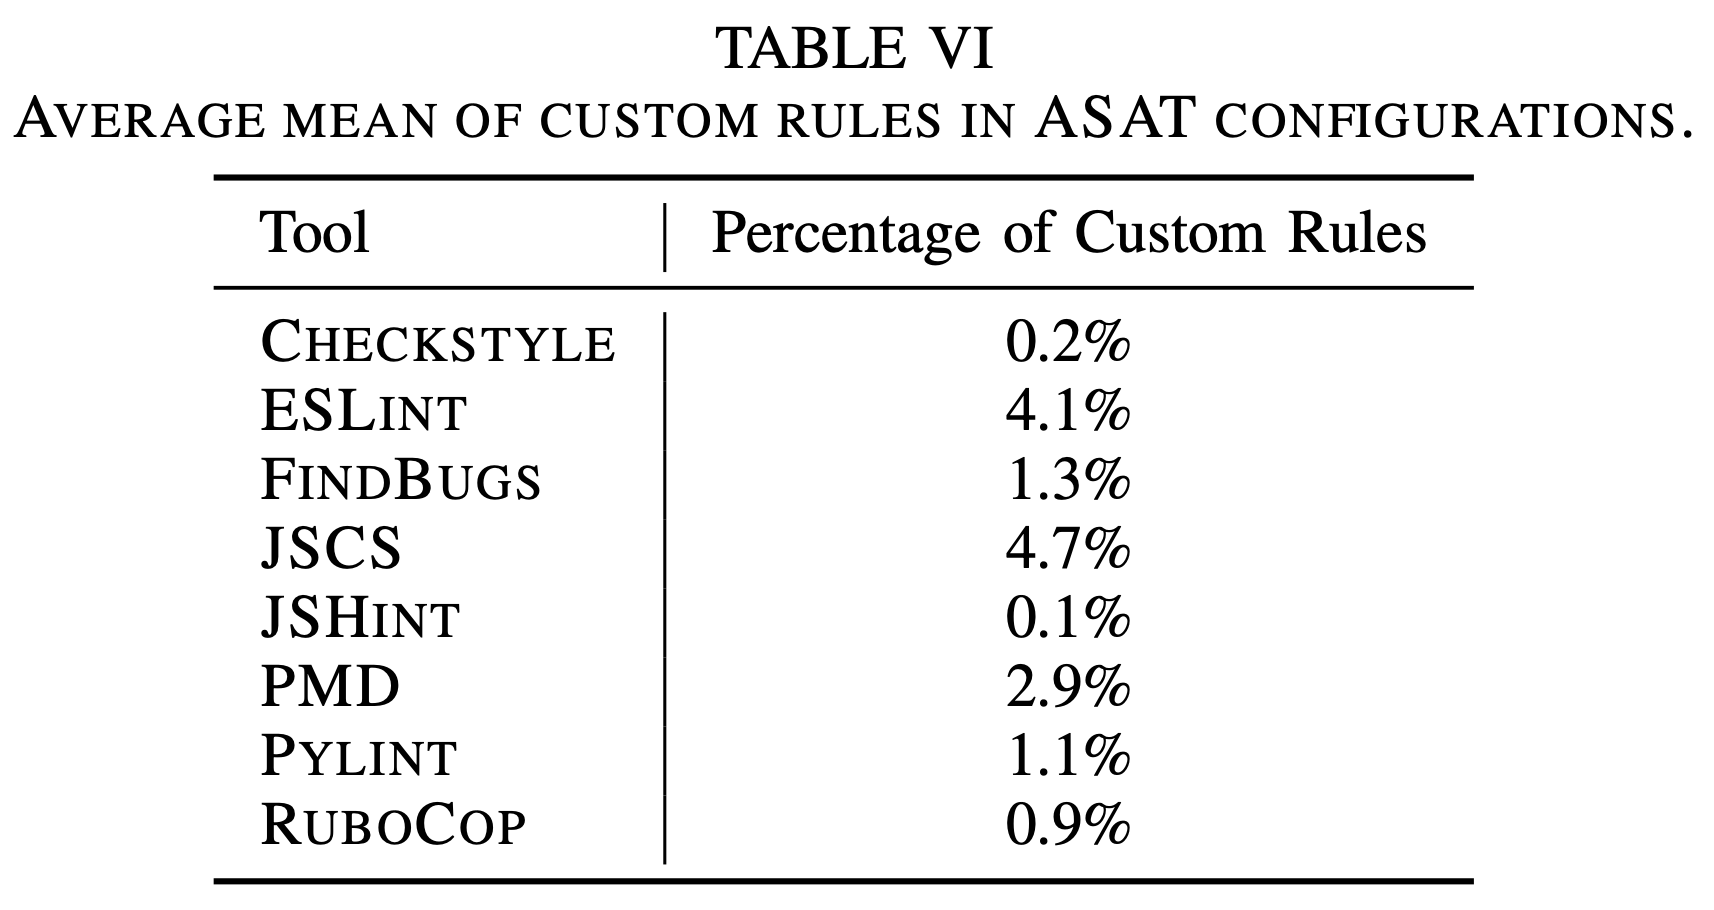 TABLE VI
AVERAGE MEAN OF CUSTOM RULES IN ASAT CONFIGURATIONS.
Tool Percentage of Custom Rules
CHECKSTYLE 0.2%
ESLINT 4.1%
FINDBUGS 1.3%
JSCS 4.7%
JSHINT 0.1%
PMD 2.9%
PYLINT 1.1%
RUBOCOP 0.9%